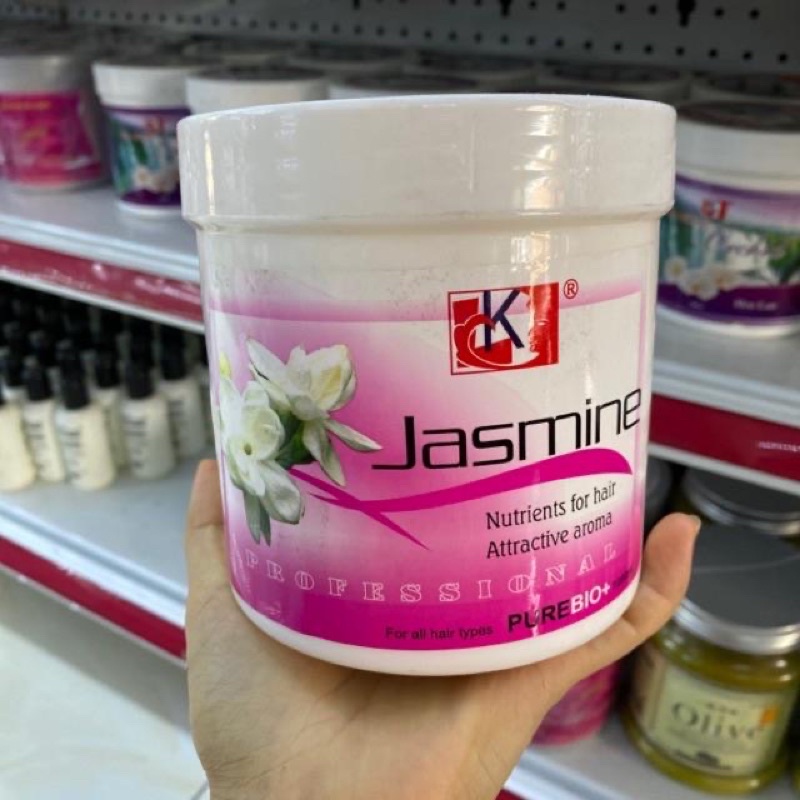 K ®
Jasmine
Nutrients for hair
Attractive aroma
PROFESSIONAL
For all hair types PUREBIO+
Olive